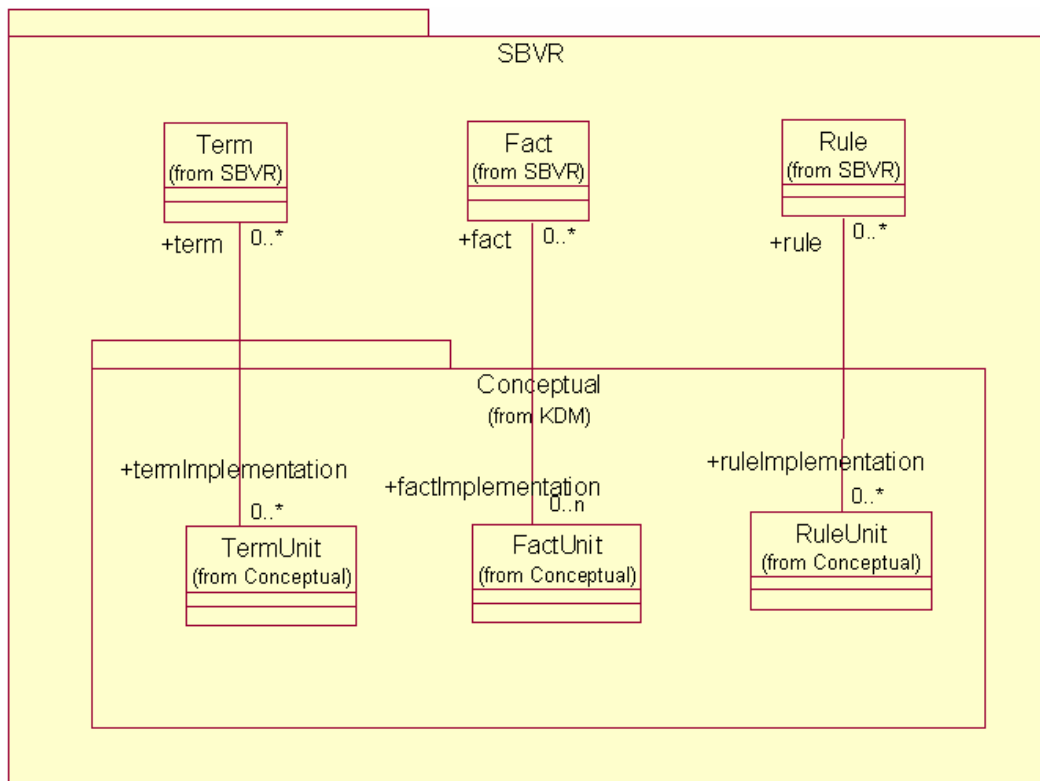 SBVR
Term
(from SBVR)
Fact
(from SBVR)
Rule
(from SBVR)
+term
0..*
+fact
0..*
+rule
0..*
Conceptual
(from KDM)
+termImplementation
0..*
+factImplementation
0..n
+ruleImplementation
0..*
TermUnit
(from Conceptual)
FactUnit
(from Conceptual)
RuleUnit
(from Conceptual)